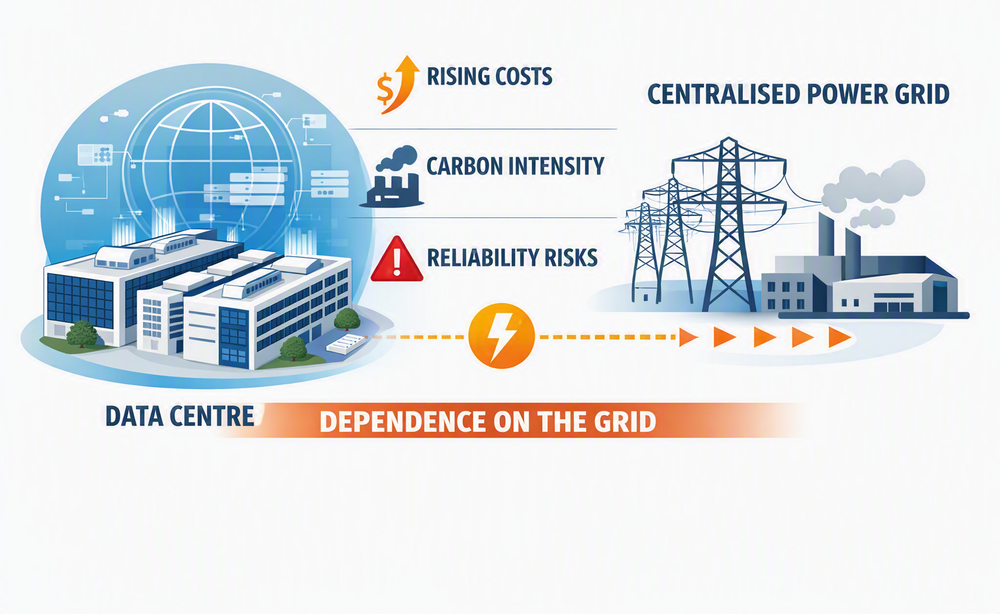 RISING COSTS
CENTRALISED POWER GRID
CARBON INTENSITY
RELIABILITY RISKS
DATA CENTRE
DEPENDENCE ON THE GRID